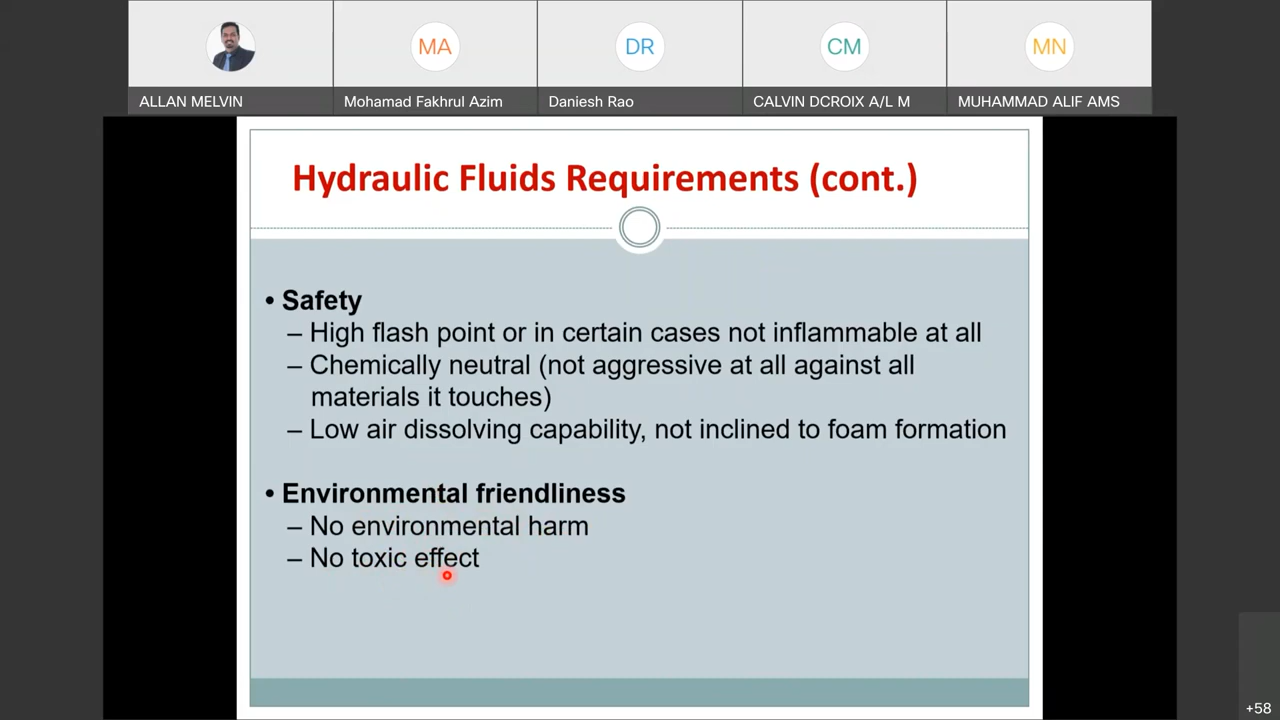 MA
DR
CM
MN
ALLAN MELVIN
Mohamad Fakhrul Azim
Daniesh Rao
CALVIN DCROIX A/L M
MUHAMMAD ALIF AMS
Hydraulic Fluids Requirements (cont.)
• Safety
– High flash point or in certain cases not inflammable at all
– Chemically neutral (not aggressive at all against all
materials it touches)
– Low air dissolving capability, not inclined to foam formation
• Environmental friendliness
– No environmental harm
– No toxic effect
+58